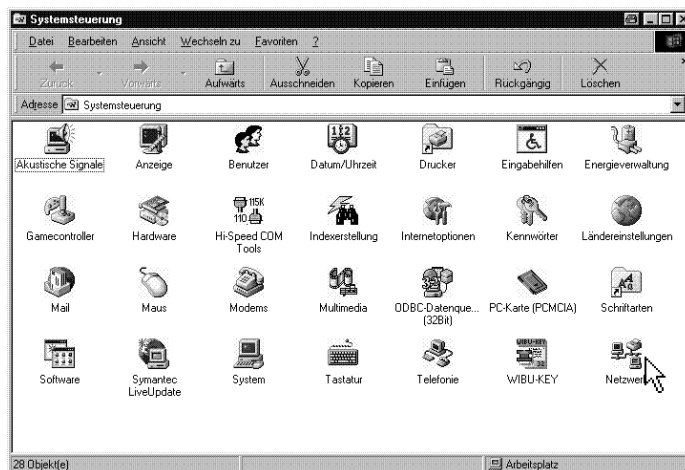 Systemsteuerung
Datei Bearbeiten Ansicht Wechseln zu Favoriten ?
Zurück Vorwärts Aufwärts Ausschneiden Kopieren Einfügen Rückgängig Löschen
Adresse Systemsteuerung
Akustische Signale Anzeige Benutzer Datum/Uhrzeit Drucker Eingabehilfen Energieverwaltung
Gamecontroller Hardware Hi-Speed COM Tools Indexerstellung Internetoptionen Kennwörter Ländereinstellungen
Mail Maus Modems Multimedia ODBC-Datenque... (32Bit) PC-Karte (PCMCIA) Schriftarten
Software Symantec LiveUpdate System Tastatur Telefonie WIBU-KEY Netzwerk
28 Objekt(e) Arbeitsplatz